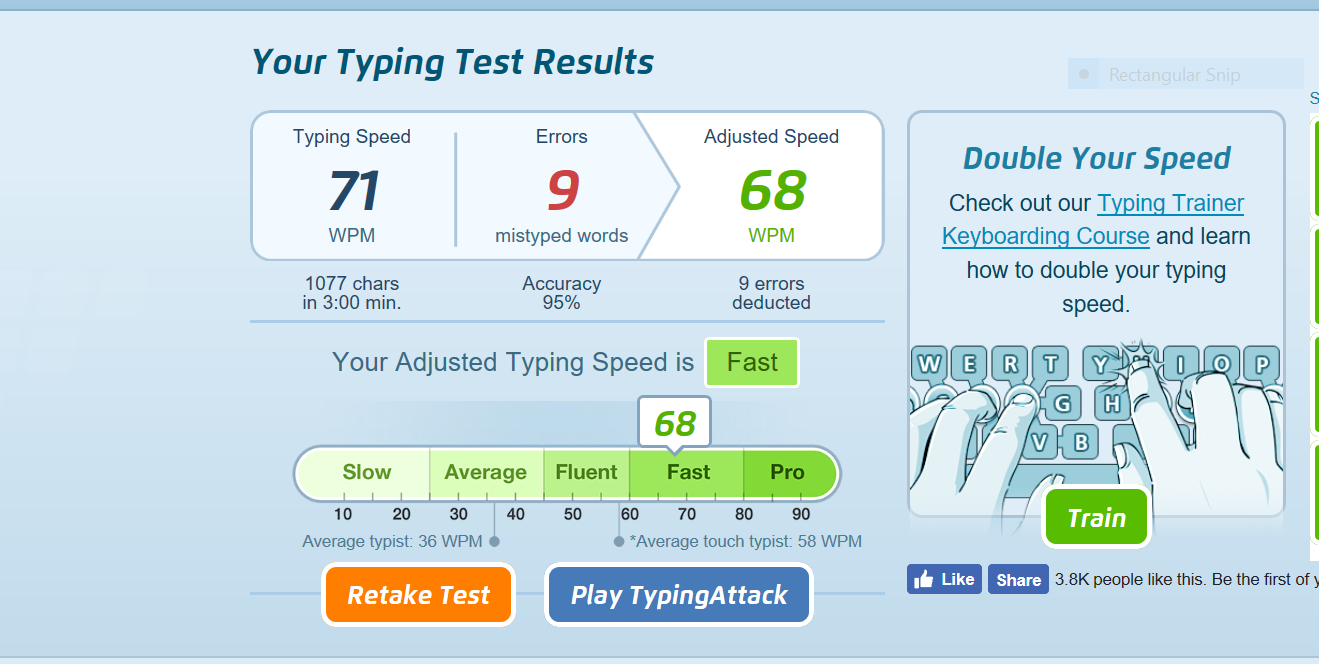 Your Typing Test Results
Rectangular Snip
Typing Speed
71
WPM
Errors
9
mistyped words
Adjusted Speed
68
WPM
1077 chars
in 3:00 min.
Accuracy
95%
9 errors
deducted
Your Adjusted Typing Speed is Fast
68
Slow Average Fluent Fast Pro
10 20 30 40 50 60 70 80 90
Average typist: 36 WPM
*Average touch typist: 58 WPM
Retake Test
Play TypingAttack
Double Your Speed
Check out our Typing Trainer
Keyboarding Course and learn
how to double your typing
speed.
W E R T Y I O P
G H
V B
Train
Like
Share
3.8K people like this. Be the first of